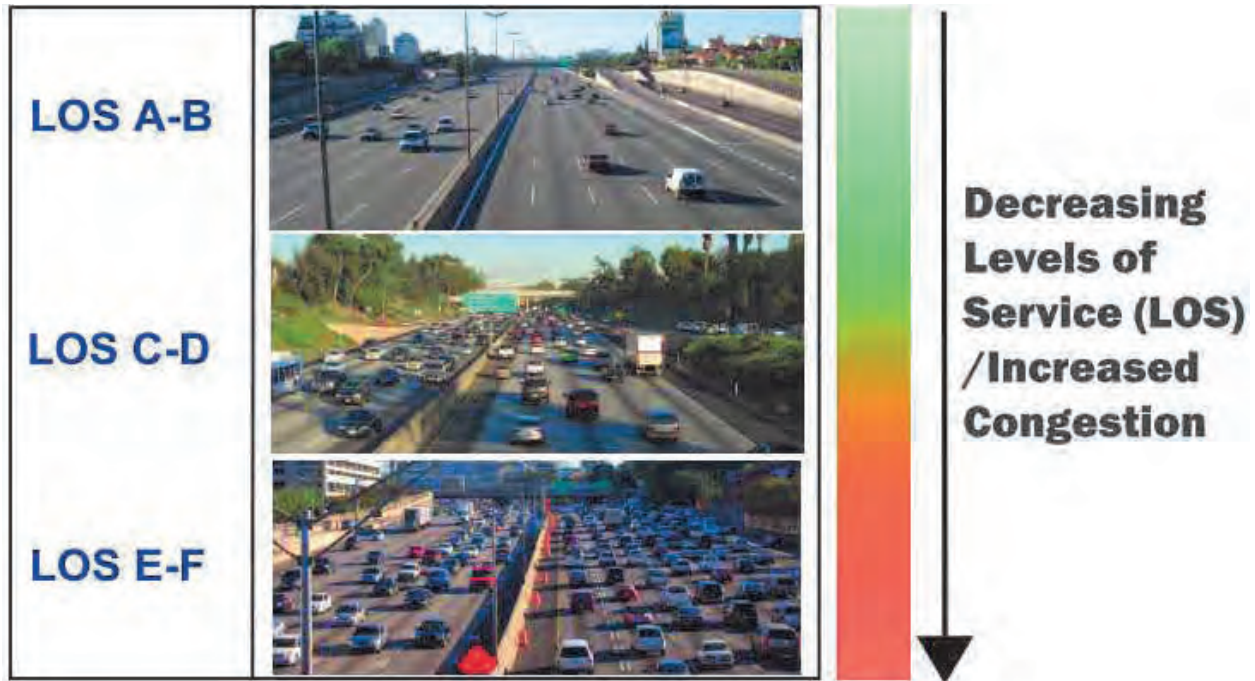 LOS A-B
LOS C-D
LOS E-F
Decreasing
Levels of
Service (LOS)
/Increased
Congestion